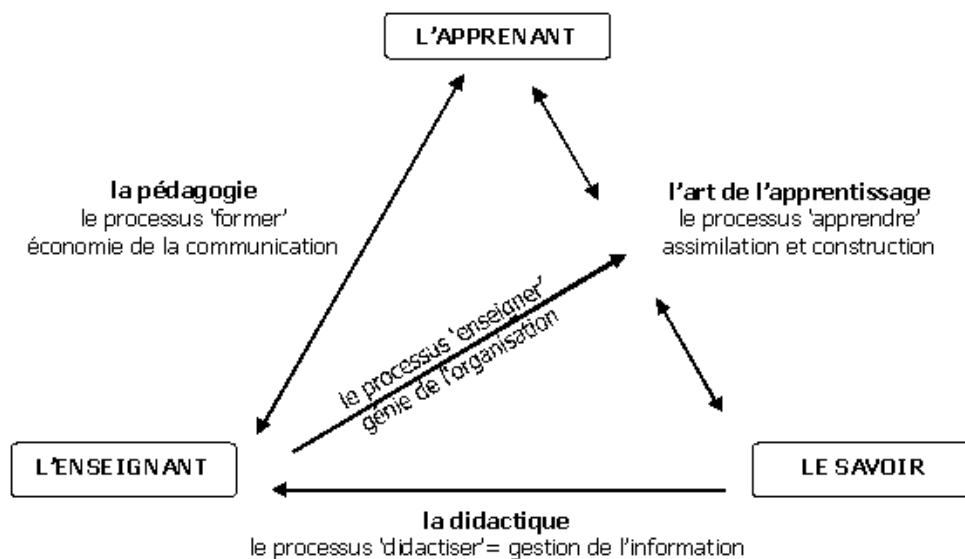 L'APPRENANT
la pédagogie
le processus 'former'
économie de la communication
l'art de l'apprentissage
le processus 'apprendre'
assimilation et construction
le processus 'enseigner'
génie de l'organisation
L'ENSEIGNANT
LE SAVOIR
la didactique
le processus 'didactiser'= gestion de l'information